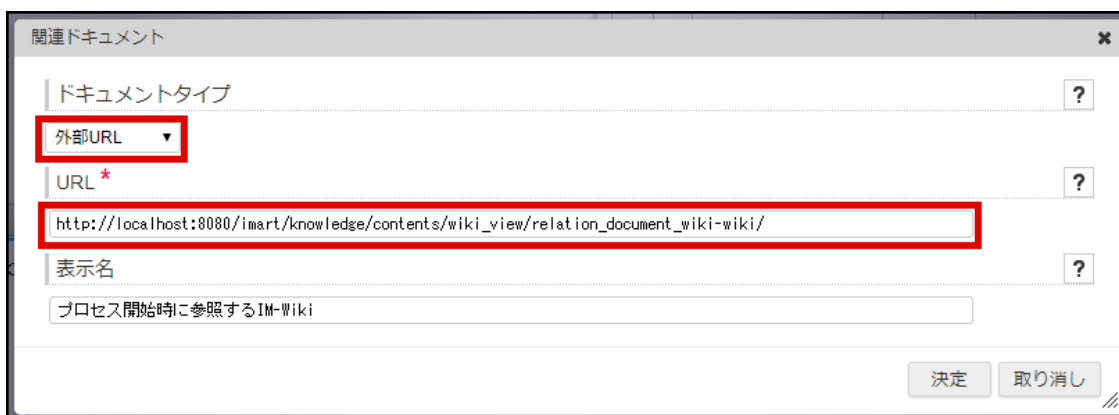 関連ドキュメント
ドキュメントタイプ
?
外部URL
URL *
?
http://localhost:8080/imart/knowledge/contents/wiki_view/relation_document_wiki-wiki/
表示名
?
プロセス開始時に参照するIM-Wiki
決定 取り消し